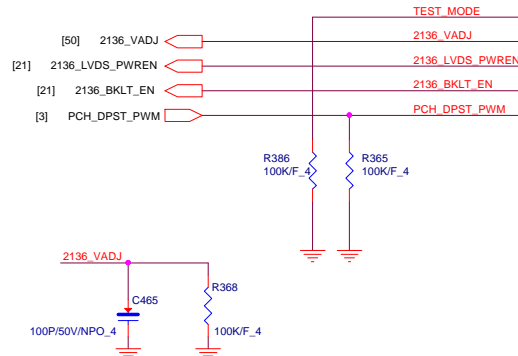 TEST_MODE
[50] 2136_VADJ 2136_VADJ
[21] 2136_LVDS_PWREN 2136_LVDS_PWREN
[21] 2136_BKLT_EN 2136_BKLT_EN
[3] PCH_DPST_PWM PCH_DPST_PWM
R386 R365
100K/F_4 100K/F_4
2136_VADJ
R368
C465
100P/50V/NPO_4 100K/F_4